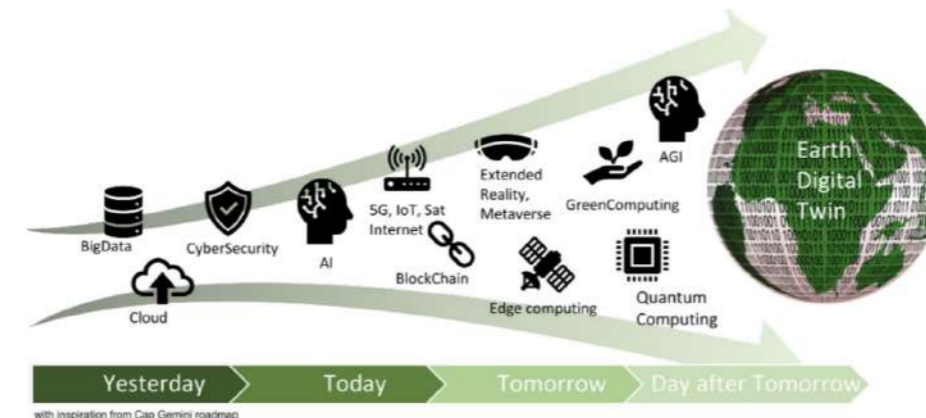 BigData
CyberSecurity
AI
5G, IoT, Sat
Internet
Extended
Reality,
Metaverse
GreenComputing
AGI
Cloud
BlockChain
Edge computing
Quantum
Computing
Earth
Digital
Twin
Yesterday
Today
Tomorrow
Day after Tomorrow
with inspiration from Cap Gemini roadmap